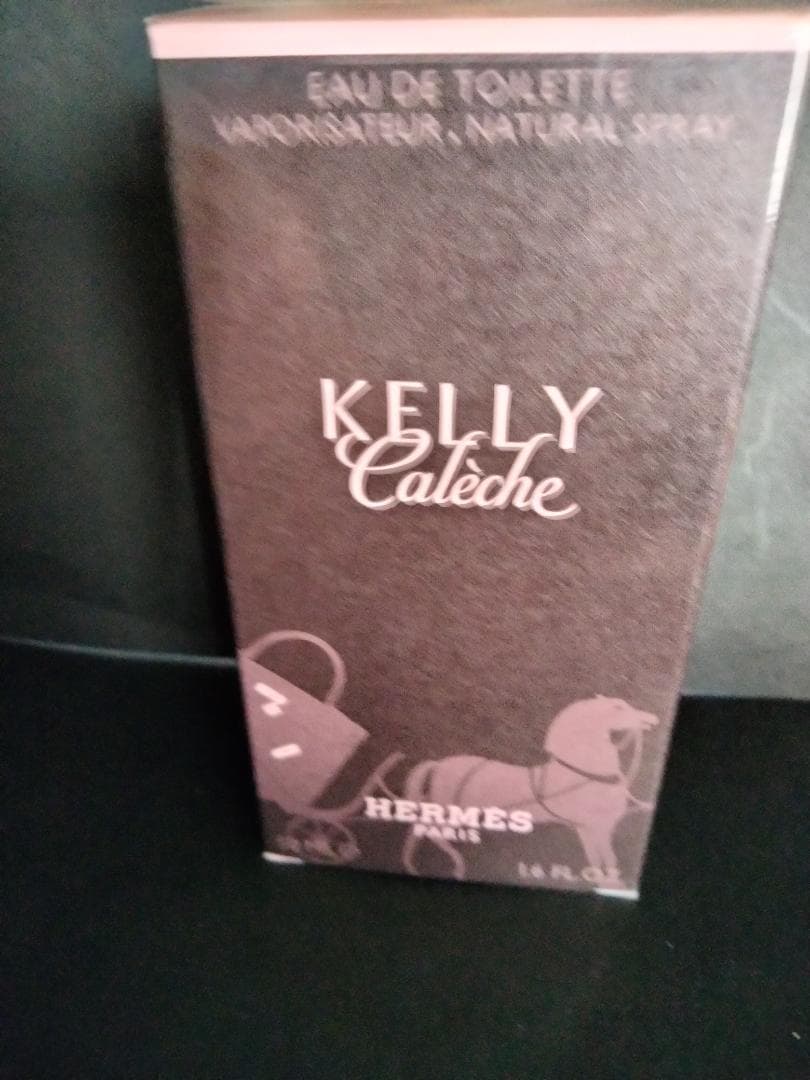 EAU DE TOILETTE
VAPORISATEUR . NATURAL SPRAY
KELLY
Calèche
HERMÈS
PARIS
1.6 FL.OZ